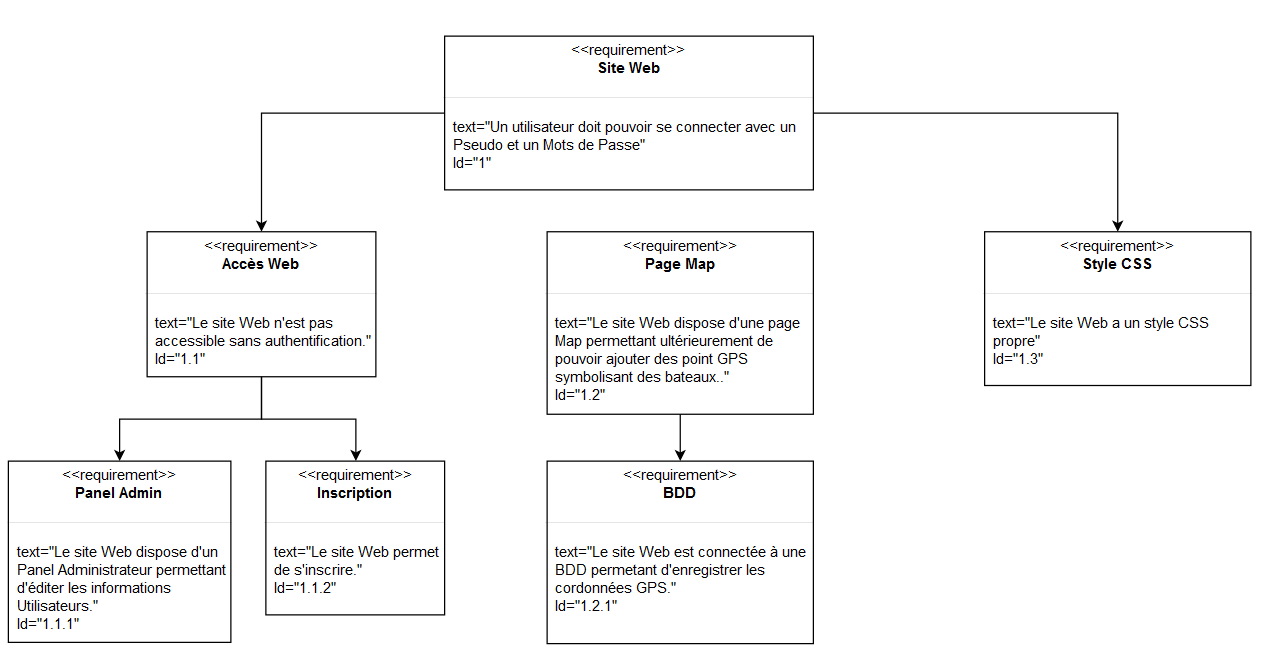 <<requirement>>
Site Web
text="Un utilisateur doit pouvoir se connecter avec un
Pseudo et un Mots de Passe"
Id="1"
<<requirement>>
Accès Web
text="Le site Web n'est pas
accessible sans authentification."
Id="1.1"
<<requirement>>
Page Map
text="Le site Web dispose d'une page
Map permettant ultérieurement de
pouvoir ajouter des point GPS
symbolisant des bateaux.."
Id="1.2"
<<requirement>>
Style CSS
text="Le site Web a un style CSS
propre"
Id="1.3"
<<requirement>>
Panel Admin
text="Le site Web dispose d'un
Panel Administrateur permettant
d'éditer les informations
Utilisateurs."
Id="1.1.1"
<<requirement>>
Inscription
text="Le site Web permet
de s'inscrire."
Id="1.1.2"
<<requirement>>
BDD
text="Le site Web est connectée à une
BDD permetant d'enregistrer les
cordonnées GPS."
Id="1.2.1"